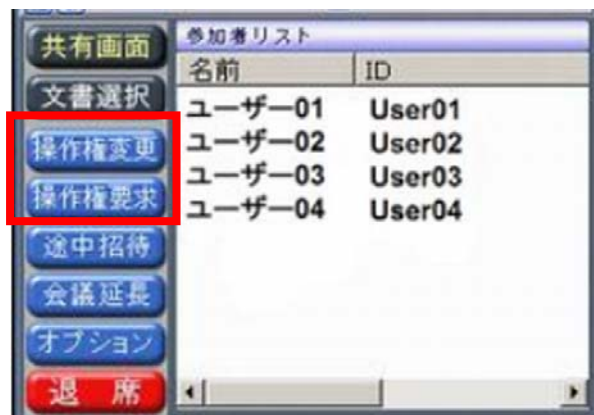 共有画面
文書選択
操作権変更
操作権要求
途中招待
会議延長
オプション
退 席
参加者リスト
名前 ID
ユーザー01 User01
ユーザー02 User02
ユーザー03 User03
ユーザー04 User04